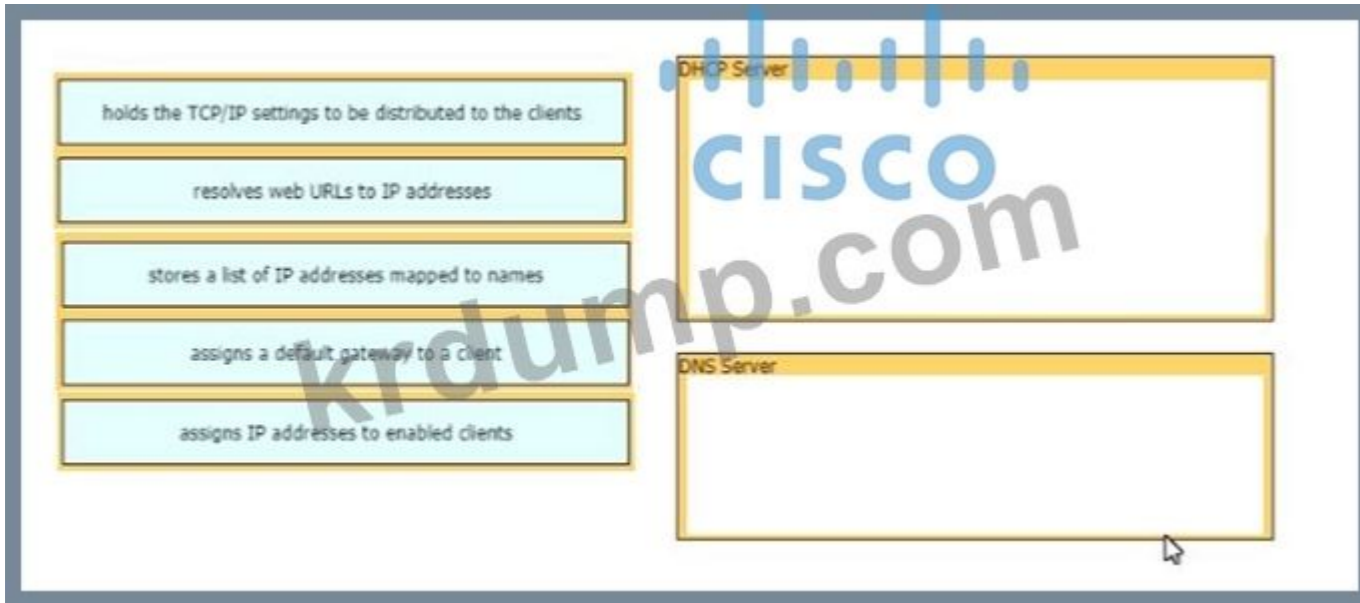 holds the TCP/IP settings to be distributed to the clients
resolves web URLs to IP addresses
stores a list of IP addresses mapped to names
assigns a default gateway to a client
assigns IP addresses to enabled clients
DHCP Server
CISCO
DNS Server
krdump.com